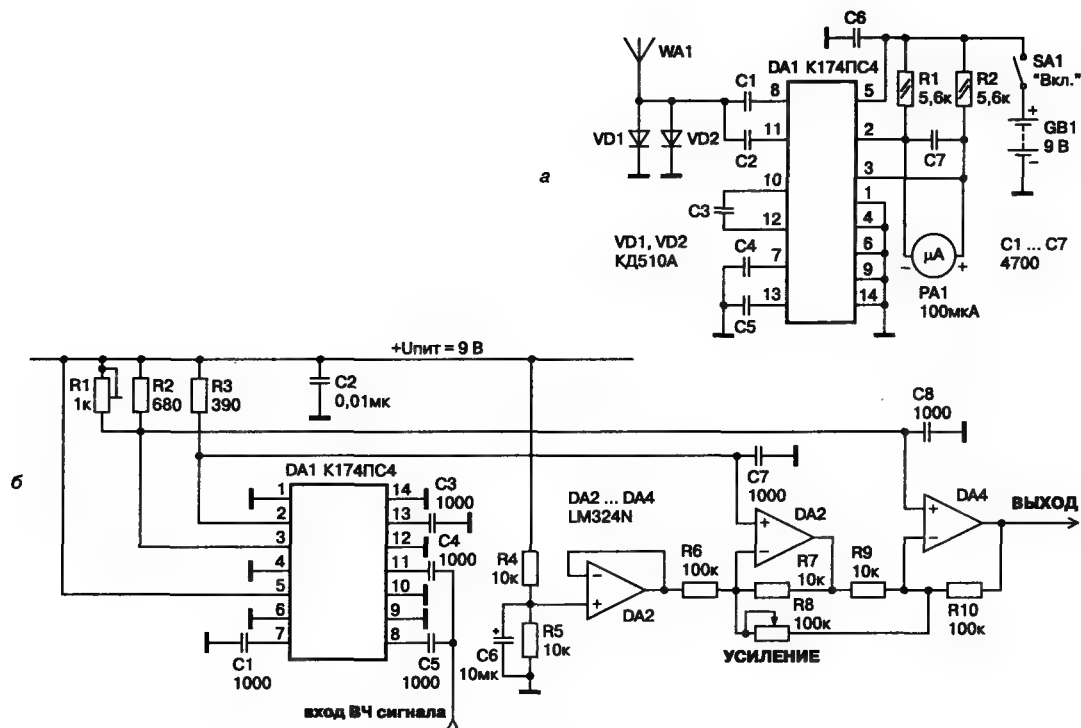 а
WA1
VD1
VD2
VD1, VD2
КД510А
C1
C2
C3
C4
C5
C6
DA1 К174ПС4
8
11
10
12
7
13
5
2
3
1
4
6
9
14
R1
5,6к
R2
5,6к
C7
SA1
"Вкл."
+
GB1
9 В
−
μA
−
+
PA1
100мкА
C1 ... C7
4700
б
+Uпит = 9 В
R1
1к
R2
680
R3
390
C2
0,01мк
DA1 К174ПС4
1
2
3
4
5
6
7
14
13
12
11
10
9
8
C3
1000
C4
1000
C1
1000
C5
1000
вход ВЧ сигнала
R4
10к
R5
10к
+
C6
10мк
DA2 ... DA4
LM324N
−
+
DA2
R6
100к
C7
1000
+
−
DA2
R7
10к
R8
100к
УСИЛЕНИЕ
R9
10к
C8
1000
+
−
DA4
R10
100к
ВЫХОД